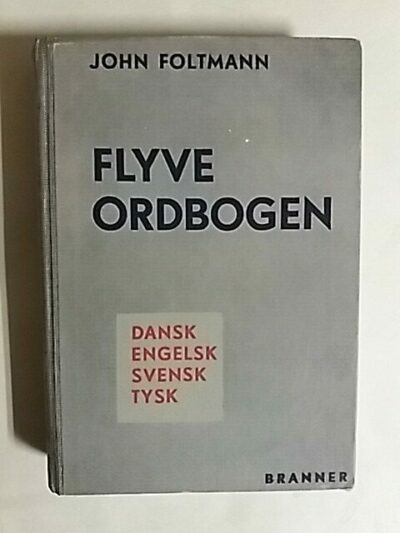 JOHN FOLTMANN
FLYVE
ORDBOGEN
DANSK
ENGELSK
SVENSK
TYSK
BRANNER